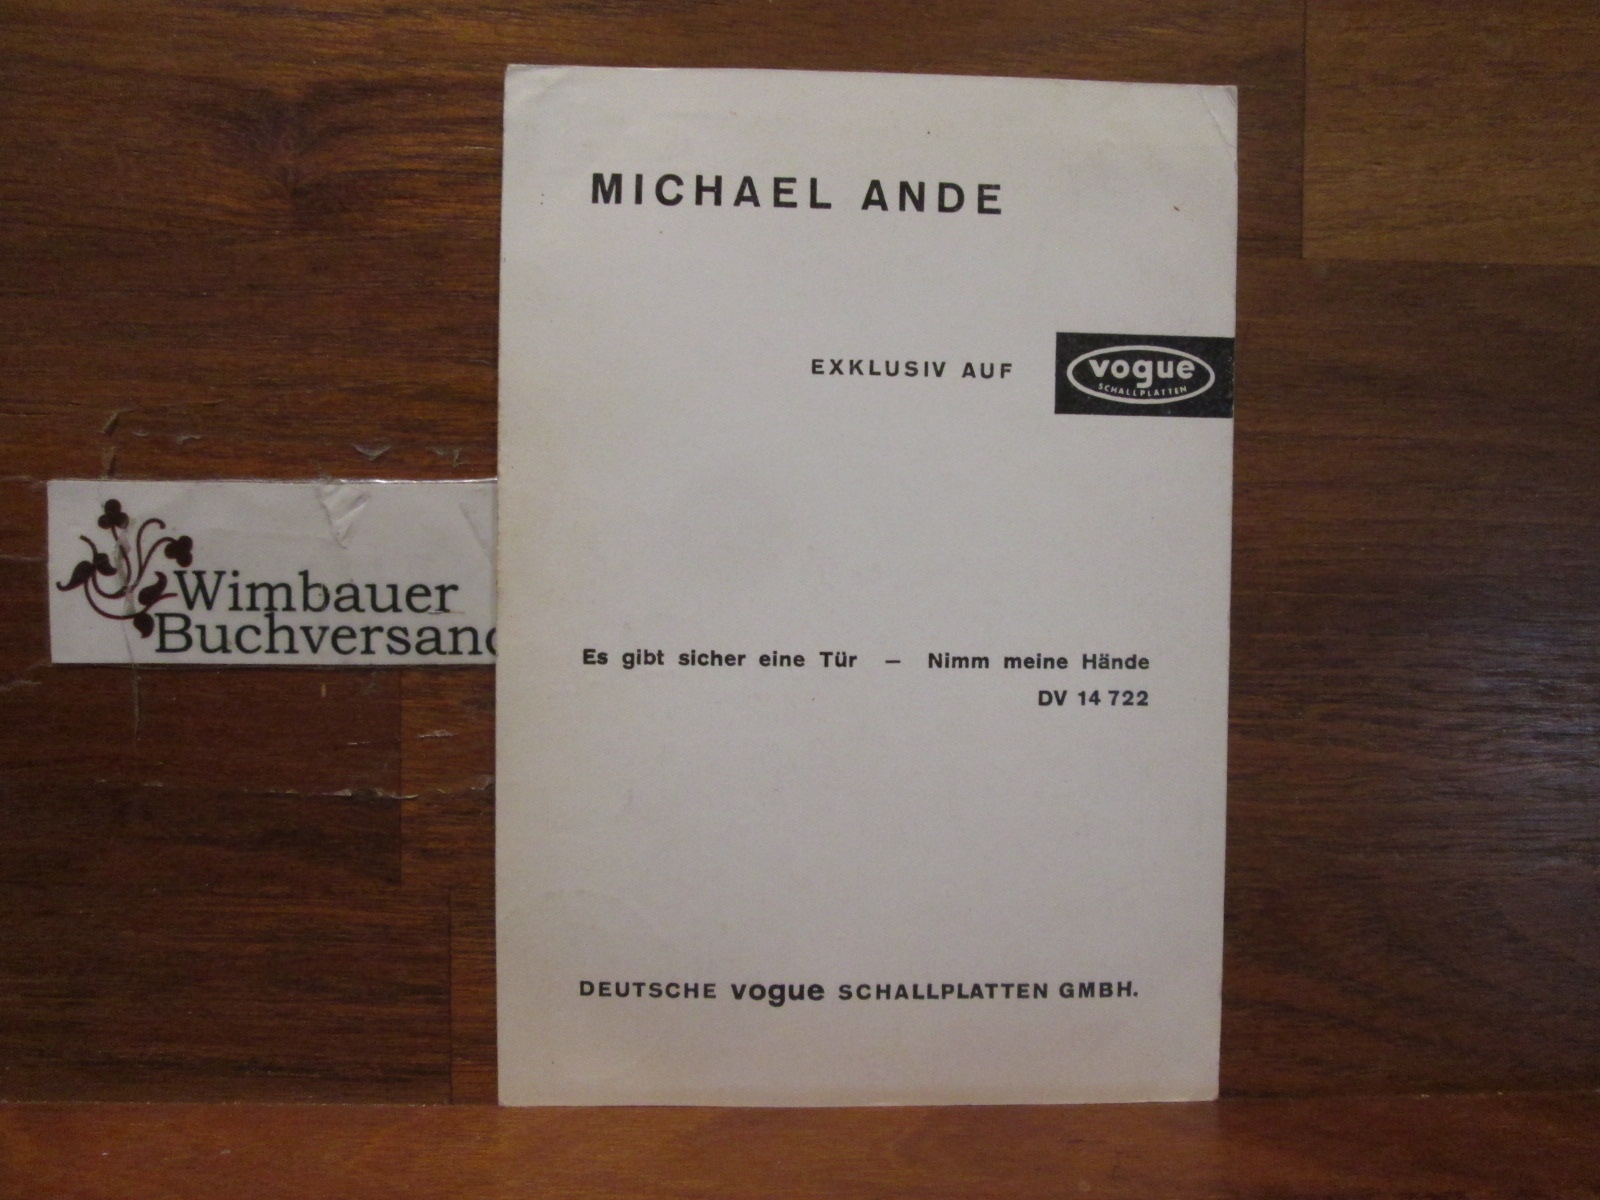 MICHAEL ANDE
EXKLUSIV AUF
vogue
SCHALLPLATTEN
Wimbauer
Buchversand
Es gibt sicher eine Tür – Nimm meine Hände
DV 14 722
DEUTSCHE vogue SCHALLPLATTEN GMBH.